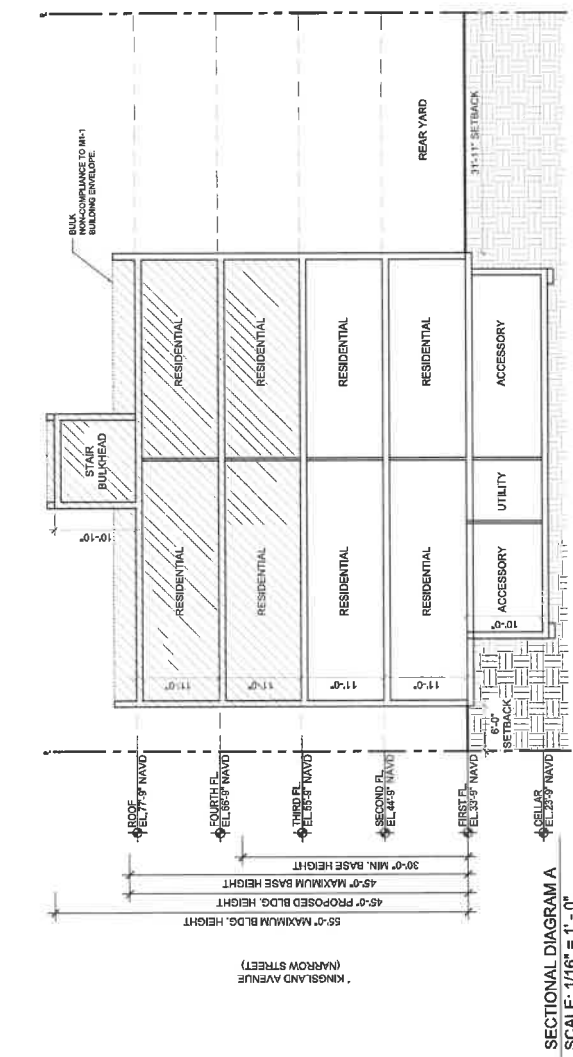 BULK
NON-COMPLIANCE TO M1-1
BUILDING ENVELOPE.
STAIR
BULKHEAD
10'-10"
ROOF
EL.77'-9" NAVD
RESIDENTIAL
RESIDENTIAL
11'-0"
FOURTH FL
EL.66'-9" NAVD
RESIDENTIAL
RESIDENTIAL
11'-0"
THIRD FL
EL.55'-9" NAVD
RESIDENTIAL
RESIDENTIAL
11'-0"
SECOND FL
EL.44'-9" NAVD
RESIDENTIAL
RESIDENTIAL
11'-0"
REAR YARD
FIRST FL
EL.33'-9" NAVD
6'-0"
SETBACK
31'-11" SETBACK
ACCESSORY
UTILITY
ACCESSORY
10'-0"
CELLAR
EL.23'-9" NAVD
30'-0" MIN. BASE HEIGHT
45'-0" MAXIMUM BASE HEIGHT
45'-0" PROPOSED BLDG. HEIGHT
55'-0" MAXIMUM BLDG. HEIGHT
KINGSLAND AVENUE
(NARROW STREET)
SECTIONAL DIAGRAM A
SCALE: 1/16" = 1' - 0"